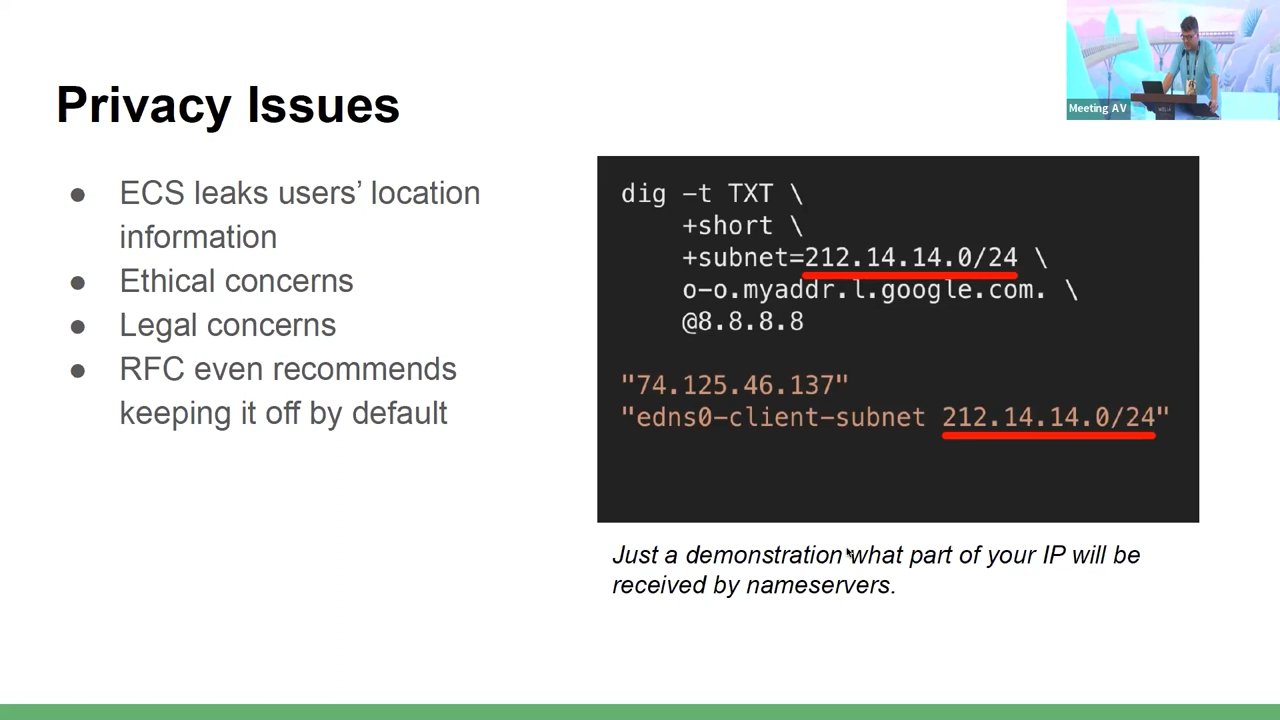 Privacy Issues
● ECS leaks users’ location
information
● Ethical concerns
● Legal concerns
● RFC even recommends
keeping it off by default
dig -t TXT \
+short \
+subnet=212.14.14.0/24 \
o-o.myaddr.l.google.com. \
@8.8.8.8
"74.125.46.137"
"edns0-client-subnet 212.14.14.0/24"
Just a demonstration what part of your IP will be
received by nameservers.
Meeting AV